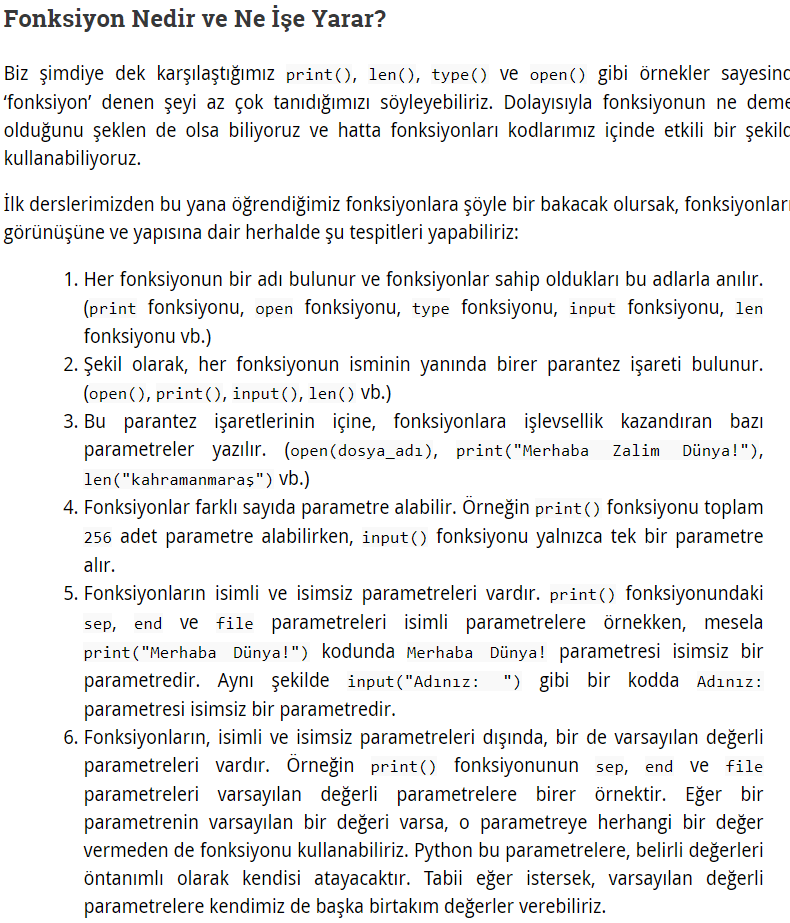 Fonksiyon Nedir ve Ne İşe Yarar?
Biz şimdiye dek karşılaştığımız print(), len(), type() ve open() gibi örnekler sayesind
‘fonksiyon’ denen şeyi az çok tanıdığımızı söyleyebiliriz. Dolayısıyla fonksiyonun ne deme
olduğunu şeklen de olsa biliyoruz ve hatta fonksiyonları kodlarımız içinde etkili bir şekild
kullanabiliyoruz.
İlk derslerimizden bu yana öğrendiğimiz fonksiyonlara şöyle bir bakacak olursak, fonksiyonları
görünüşüne ve yapısına dair herhalde şu tespitleri yapabiliriz:
1. Her fonksiyonun bir adı bulunur ve fonksiyonlar sahip oldukları bu adlarla anılır.
(print fonksiyonu, open fonksiyonu, type fonksiyonu, input fonksiyonu, len
fonksiyonu vb.)
2. Şekil olarak, her fonksiyonun isminin yanında birer parantez işareti bulunur.
(open(), print(), input(), len() vb.)
3. Bu parantez işaretlerinin içine, fonksiyonlara işlevsellik kazandıran bazı
parametreler yazılır. (open(dosya_adı), print("Merhaba Zalim Dünya!"),
len("kahramanmaraş") vb.)
4. Fonksiyonlar farklı sayıda parametre alabilir. Örneğin print() fonksiyonu toplam
256 adet parametre alabilirken, input() fonksiyonu yalnızca tek bir parametre
alır.
5. Fonksiyonların isimli ve isimsiz parametreleri vardır. print() fonksiyonundaki
sep, end ve file parametreleri isimli parametrelere örnekken, mesela
print("Merhaba Dünya!") kodunda Merhaba Dünya! parametresi isimsiz bir
parametredir. Aynı şekilde input("Adınız: ") gibi bir kodda Adınız:
parametresi isimsiz bir parametredir.
6. Fonksiyonların, isimli ve isimsiz parametreleri dışında, bir de varsayılan değerli
parametreleri vardır. Örneğin print() fonksiyonunun sep, end ve file
parametreleri varsayılan değerli parametrelere birer örnektir. Eğer bir
parametrenin varsayılan bir değeri varsa, o parametreye herhangi bir değer
vermeden de fonksiyonu kullanabiliriz. Python bu parametrelere, belirli değerleri
öntanımlı olarak kendisi atayacaktır. Tabii eğer istersek, varsayılan değerli
parametrelere kendimiz de başka birtakım değerler verebiliriz.